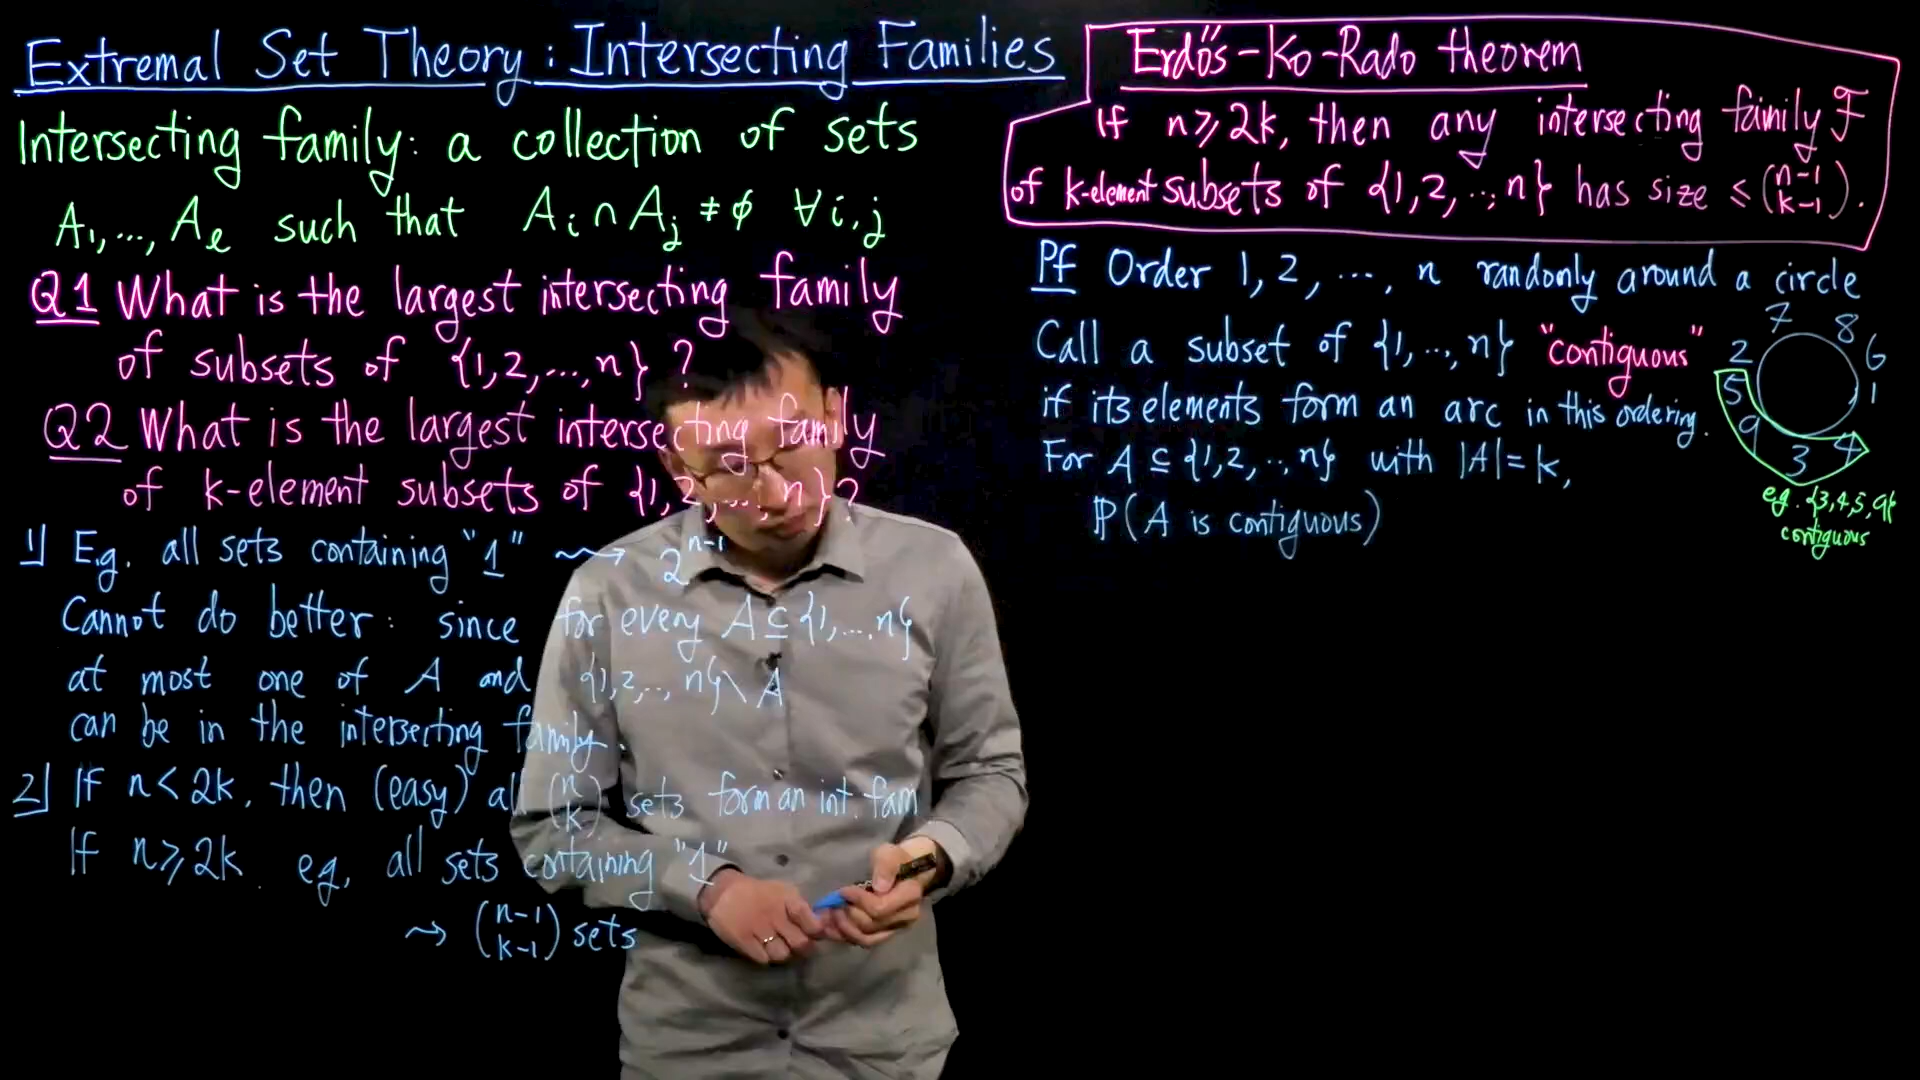 Extremal Set Theory: Intersecting Families
Intersecting family: a collection of sets
A₁, ..., Aₑ such that Aᵢ ∩ Aⱼ ≠ ∅ ∀i,j
Q1 What is the largest intersecting family
of subsets of {1,2,...,n} ?
Q2 What is the largest intersecting family
of k-element subsets of {1,2,...,n}?
1) E.g. all sets containing "1" ⟿ 2ⁿ⁻¹
Cannot do better: since for every A ⊆ {1,...,n}
at most one of A and {1,2,..,n}\A
can be in the intersecting family.
2) If n < 2k, then (easy) all (n k) sets form an int. fam
If n ⩾ 2k. eg, all sets containing "1"
⟿ (n-1 k-1) sets
Erdős-Ko-Rado theorem
If n ⩾ 2k, then any intersecting family ℱ
of k-element subsets of {1,2,..,n} has size ≤ (n-1 k-1).
Pf Order 1, 2, ..., n randomly around a circle
Call a subset of {1,..,n} "contiguous"
if its elements form an arc in this ordering.
For A ⊆ {1,2,..,n} with |A| = k,
ℙ(A is contiguous)
7 8
2 6
5 1
9 4
3
e.g. {3,4,5,9}
contiguous